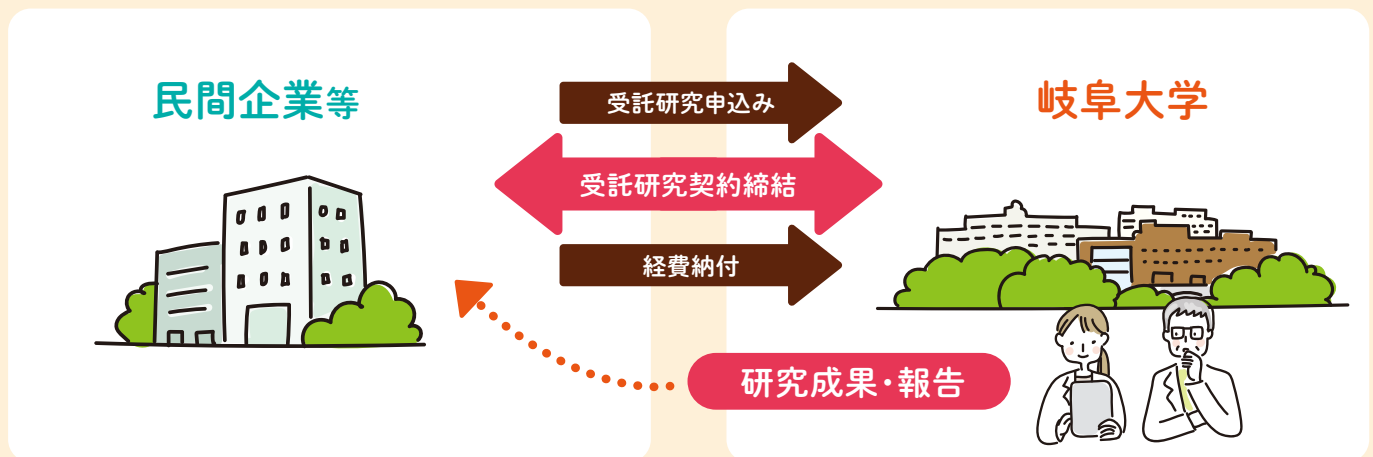 民間企業等
受託研究申込み
岐阜大学
受託研究契約締結
経費納付
研究成果・報告